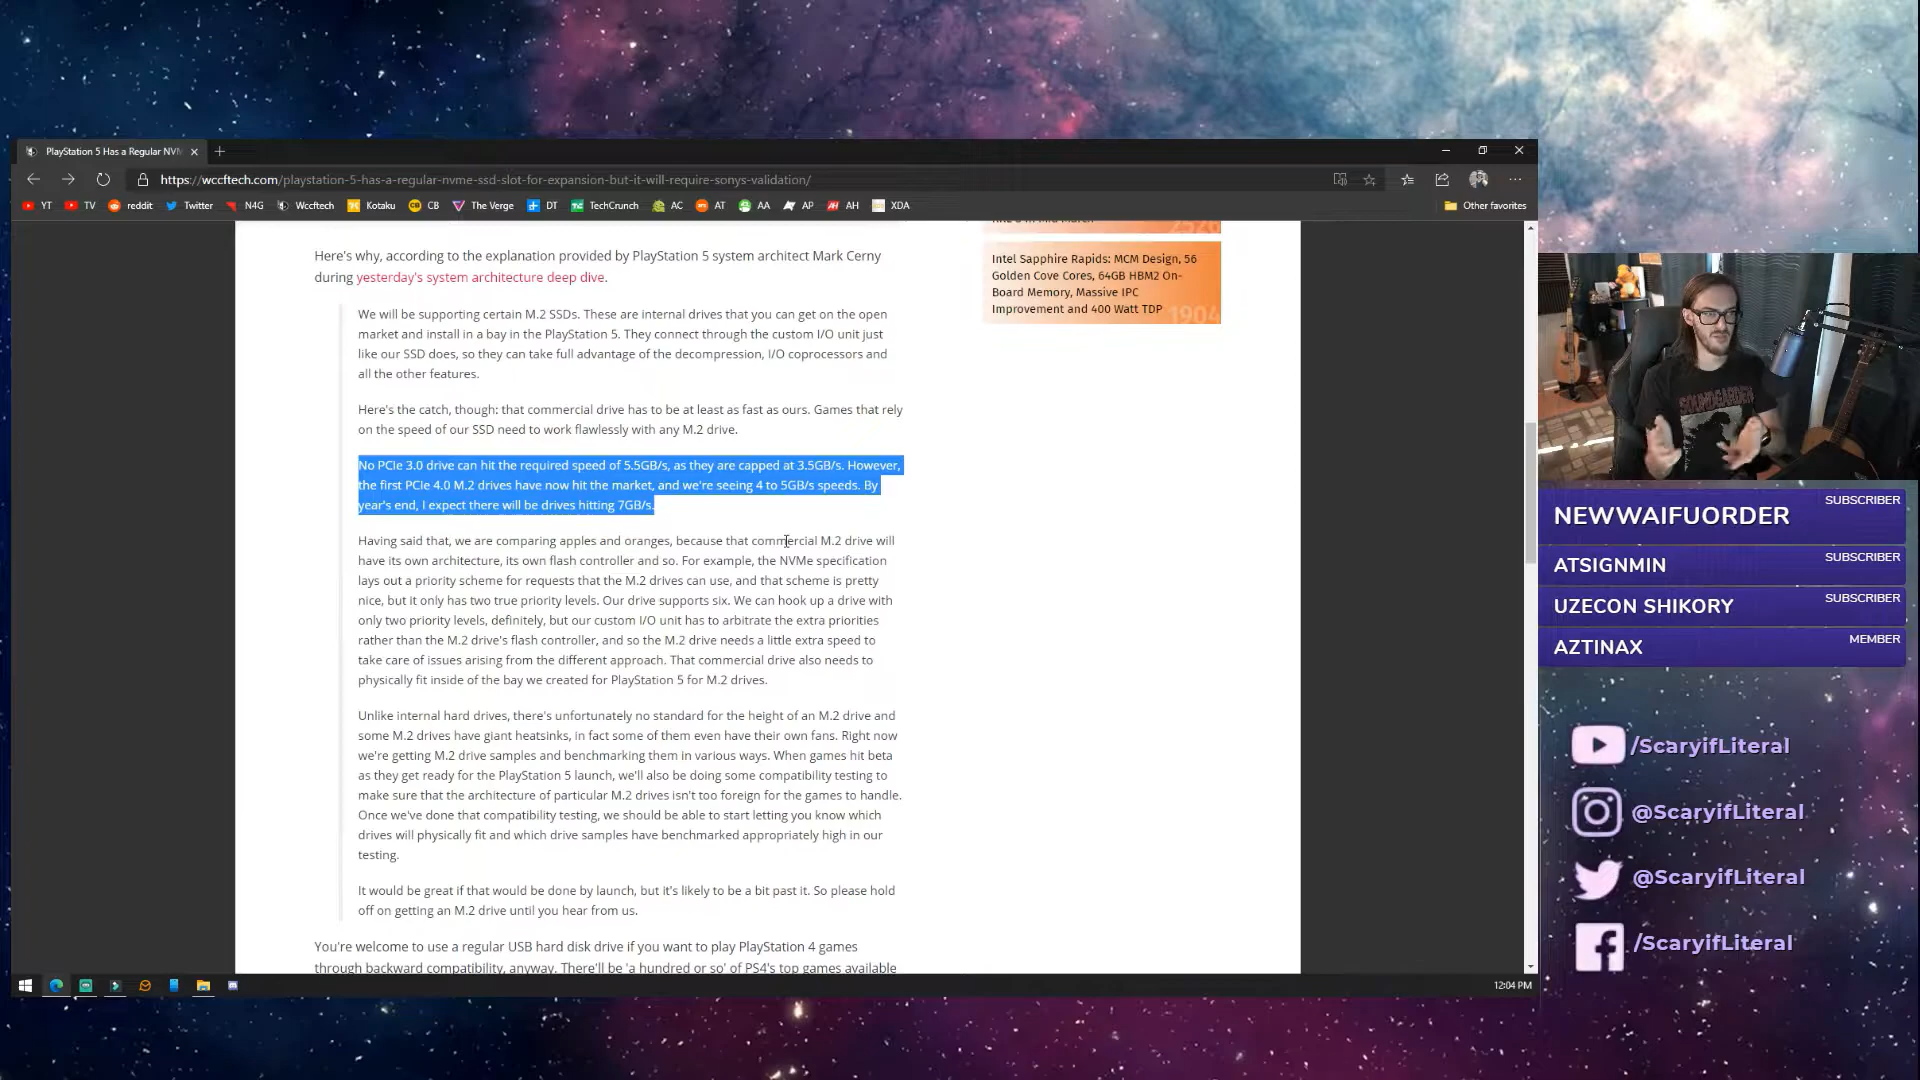 PlayStation 5 Has a Regular NVM
https://wccftech.com/playstation-5-has-a-regular-nvme-ssd-slot-for-expansion-but-it-will-require-sonys-validation/
YT TV reddit Twitter N4G Wccftech Kotaku CB The Verge DT TechCrunch AC AT AA AP AH XDA Other favorites
2526
Here's why, according to the explanation provided by PlayStation 5 system architect Mark Cerny
during yesterday's system architecture deep dive.
We will be supporting certain M.2 SSDs. These are internal drives that you can get on the open
market and install in a bay in the PlayStation 5. They connect through the custom I/O unit just
like our SSD does, so they can take full advantage of the decompression, I/O coprocessors and
all the other features.
Here's the catch, though: that commercial drive has to be at least as fast as ours. Games that rely
on the speed of our SSD need to work flawlessly with any M.2 drive.
No PCIe 3.0 drive can hit the required speed of 5.5GB/s, as they are capped at 3.5GB/s. However,
the first PCIe 4.0 M.2 drives have now hit the market, and we're seeing 4 to 5GB/s speeds. By
year's end, I expect there will be drives hitting 7GB/s.
Having said that, we are comparing apples and oranges, because that commercial M.2 drive will
have its own architecture, its own flash controller and so. For example, the NVMe specification
lays out a priority scheme for requests that the M.2 drives can use, and that scheme is pretty
nice, but it only has two true priority levels. Our drive supports six. We can hook up a drive with
only two priority levels, definitely, but our custom I/O unit has to arbitrate the extra priorities
rather than the M.2 drive's flash controller, and so the M.2 drive needs a little extra speed to
take care of issues arising from the different approach. That commercial drive also needs to
physically fit inside of the bay we created for PlayStation 5 for M.2 drives.
Unlike internal hard drives, there's unfortunately no standard for the height of an M.2 drive and
some M.2 drives have giant heatsinks, in fact some of them even have their own fans. Right now
we're getting M.2 drive samples and benchmarking them in various ways. When games hit beta
as they get ready for the PlayStation 5 launch, we'll also be doing some compatibility testing to
make sure that the architecture of particular M.2 drives isn't too foreign for the games to handle.
Once we've done that compatibility testing, we should be able to start letting you know which
drives will physically fit and which drive samples have benchmarked appropriately high in our
testing.
It would be great if that would be done by launch, but it's likely to be a bit past it. So please hold
off on getting an M.2 drive until you hear from us.
You're welcome to use a regular USB hard disk drive if you want to play PlayStation 4 games
through backward compatibility, anyway. There'll be 'a hundred or so' of PS4's top games available
Intel Sapphire Rapids: MCM Design, 56
Golden Cove Cores, 64GB HBM2 On-
Board Memory, Massive IPC
Improvement and 400 Watt TDP
1904
12:04 PM
SOUNDGARDEN
SUBSCRIBER
NEWWAIFUORDER
SUBSCRIBER
ATSIGNMIN
SUBSCRIBER
UZECON SHIKORY
MEMBER
AZTINAX
/ScaryifLiteral
@ScaryifLiteral
@ScaryifLiteral
/ScaryifLiteral